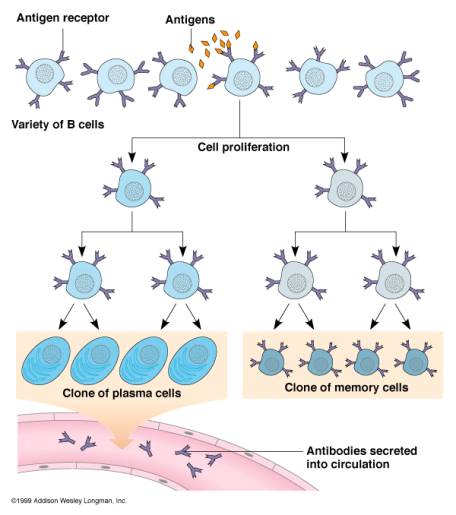 Antigen receptor
Antigens
Variety of B cells
Cell proliferation
Clone of plasma cells
Clone of memory cells
Antibodies secreted
into circulation
©1999 Addison Wesley Longman, Inc.